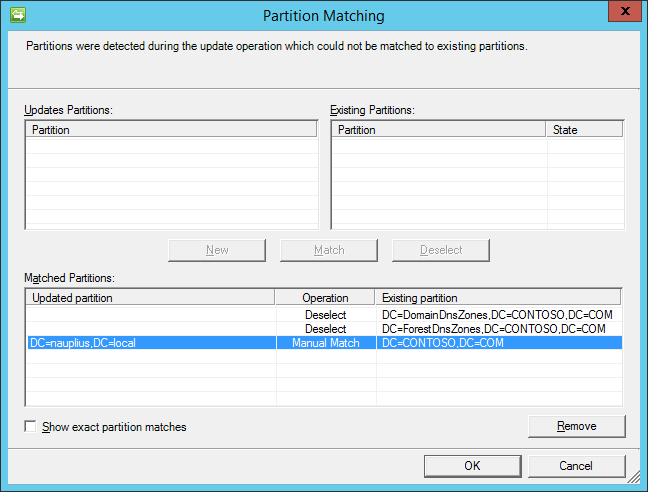 Partition Matching
Partitions were detected during the update operation which could not be matched to existing partitions.
Updates Partitions: Existing Partitions:
Partition Partition State
New Match Deselect
Matched Partitions:
Updated partition Operation Existing partition
Deselect DC=DomainDnsZones,DC=CONTOSO,DC=COM
Deselect DC=ForestDnsZones,DC=CONTOSO,DC=COM
DC=nauplius,DC=local Manual Match DC=CONTOSO,DC=COM
Show exact partition matches Remove
OK Cancel